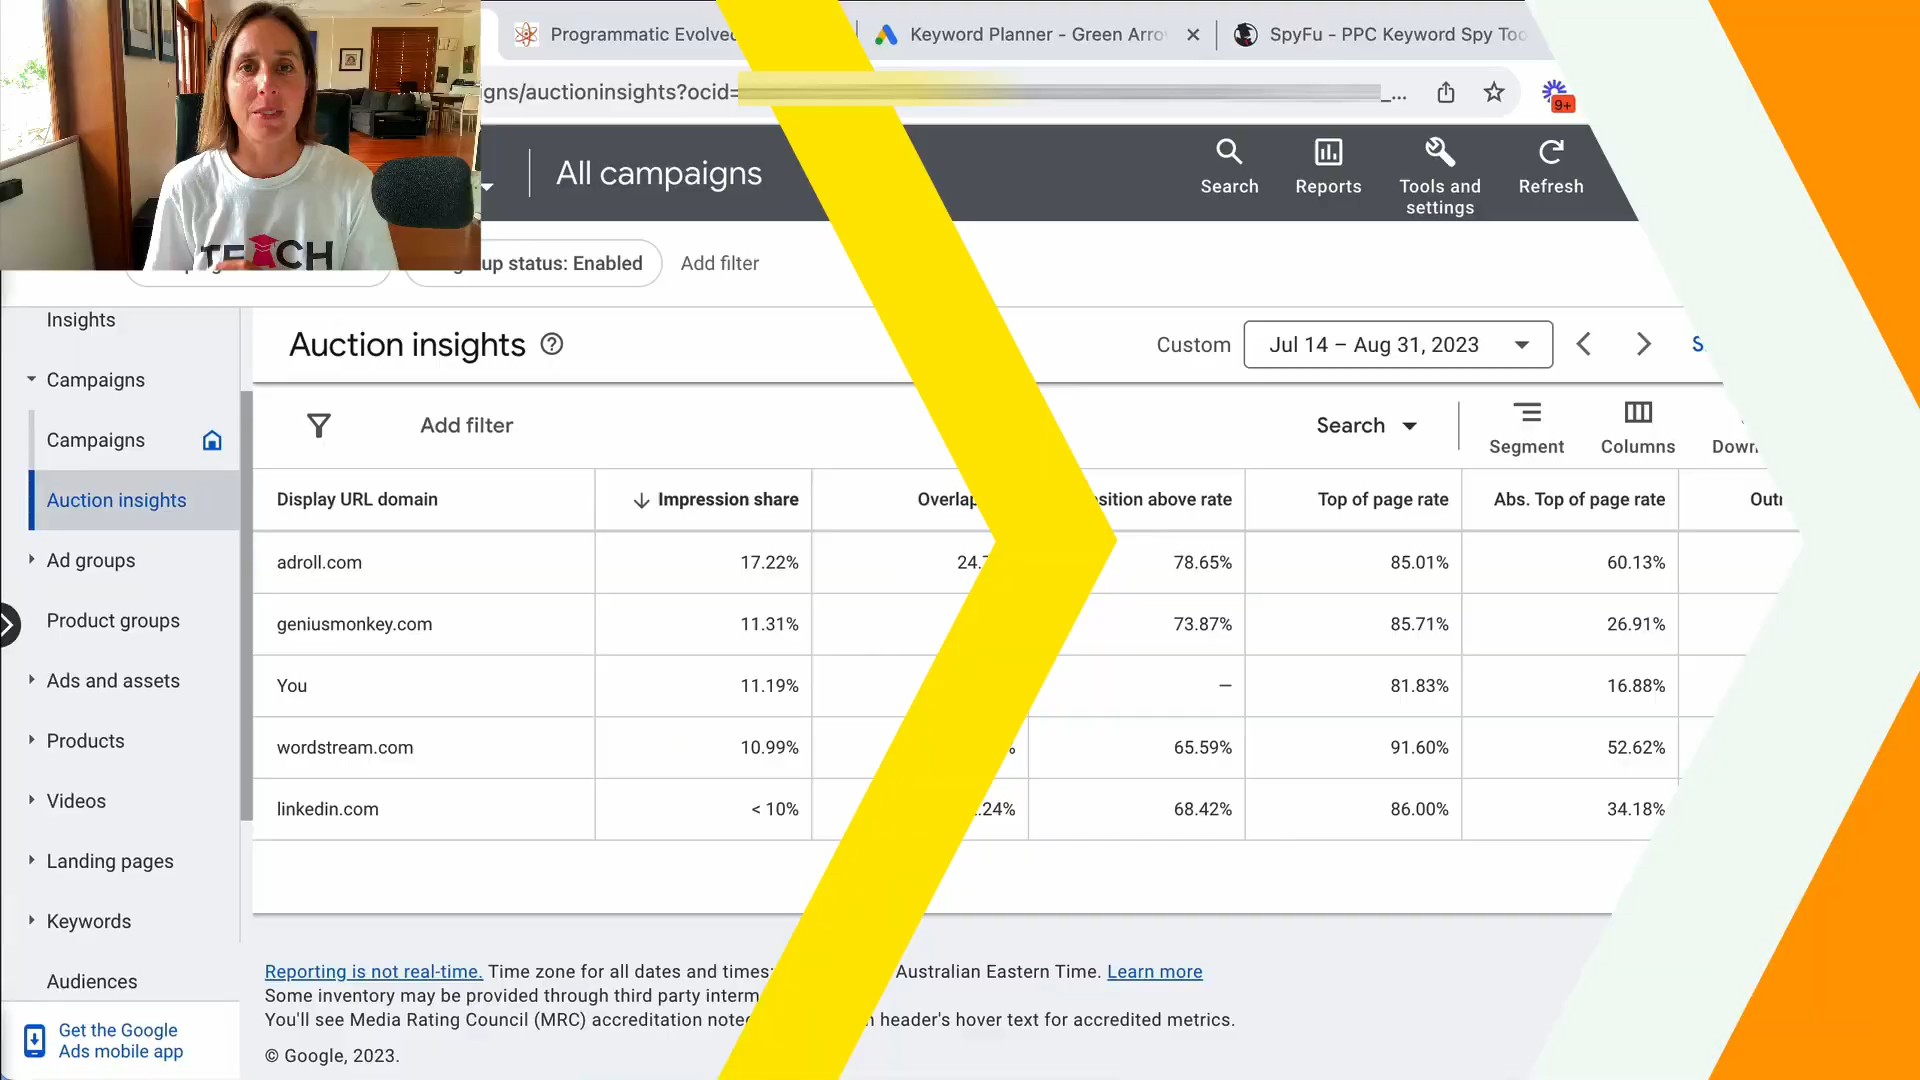 Programmatic Evolved
Keyword Planner - Green Arro
SpyFu - PPC Keyword Spy Too
gns/auctioninsights?ocid=
_...
9+
All campaigns
Search
Reports
Tools and settings
Refresh
TEACH
up status: Enabled
Add filter
Insights
Campaigns
Campaigns
Auction insights
Ad groups
Product groups
Ads and assets
Products
Videos
Landing pages
Keywords
Audiences
Get the Google
Ads mobile app
Auction insights
Custom
Jul 14 – Aug 31, 2023
Add filter
Search
Segment
Columns
Down
Display URL domain Impression share Overlap sition above rate Top of page rate Abs. Top of page rate Outr
adroll.com 17.22% 24. 78.65% 85.01% 60.13%
geniusmonkey.com 11.31% 73.87% 85.71% 26.91%
You 11.19% — 81.83% 16.88%
wordstream.com 10.99% % 65.59% 91.60% 52.62%
linkedin.com < 10% .24% 68.42% 86.00% 34.18%
Reporting is not real-time. Time zone for all dates and times: Australian Eastern Time. Learn more
Some inventory may be provided through third party interm
You'll see Media Rating Council (MRC) accreditation note header's hover text for accredited metrics.
© Google, 2023.